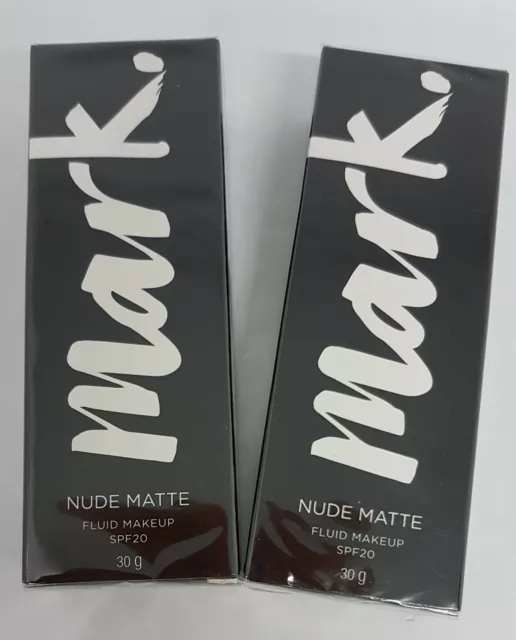 mark.
NUDE MATTE
FLUID MAKEUP
SPF20
30 g
mark.
NUDE MATTE
FLUID MAKEUP
SPF20
30 g